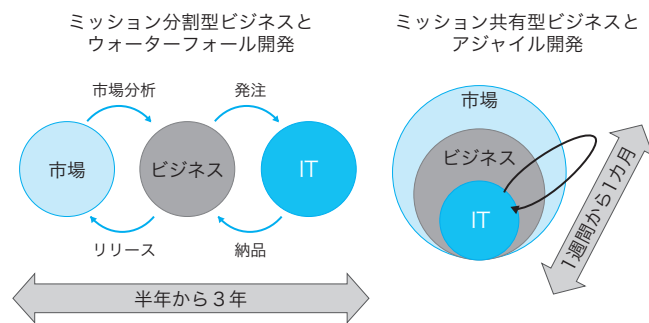 ミッション分割型ビジネスと
ウォーターフォール開発
市場分析
発注
市場
ビジネス
IT
リリース
納品
半年から3年
ミッション共有型ビジネスと
アジャイル開発
市場
ビジネス
IT
1週間から1カ月